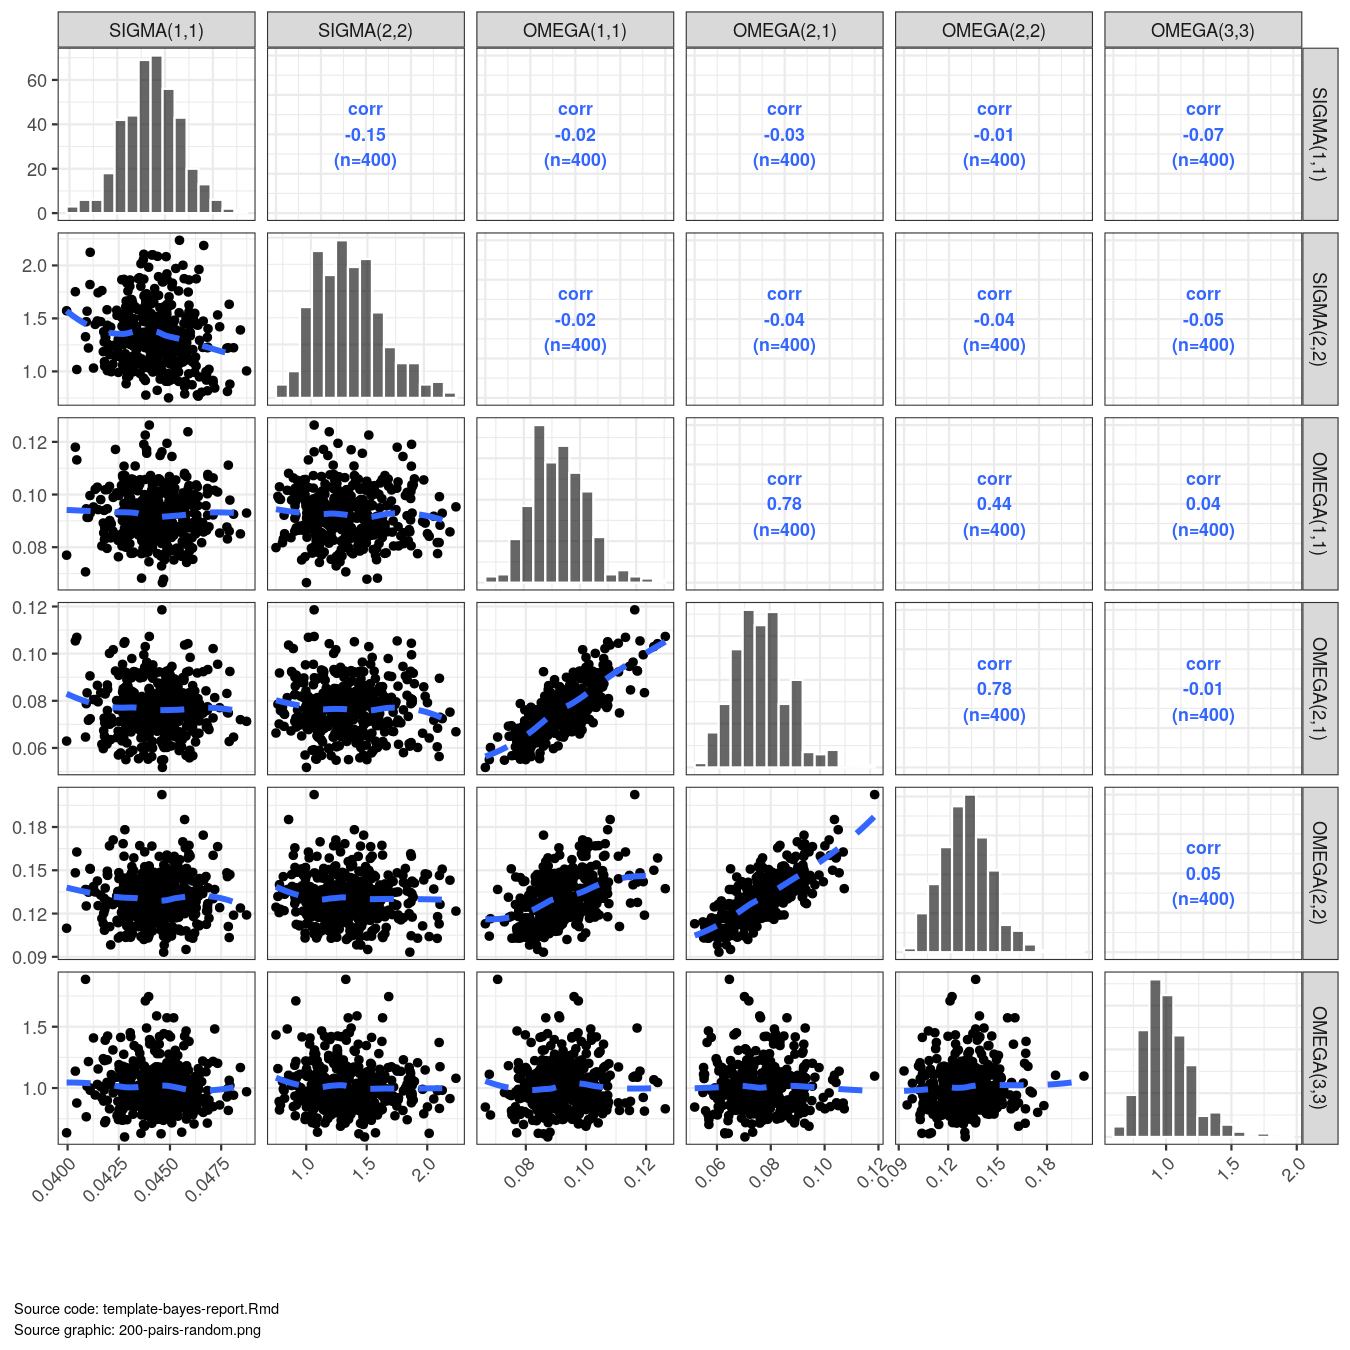 SIGMA(1,1) SIGMA(2,2) OMEGA(1,1) OMEGA(2,1) OMEGA(2,2) OMEGA(3,3)
60
40
20
0
corr
-0.15
(n=400)
corr
-0.02
(n=400)
corr
-0.03
(n=400)
corr
-0.01
(n=400)
corr
-0.07
(n=400)
SIGMA(1,1)
2.0
1.5
1.0
corr
-0.02
(n=400)
corr
-0.04
(n=400)
corr
-0.04
(n=400)
corr
-0.05
(n=400)
SIGMA(2,2)
0.12
0.10
0.08
corr
0.78
(n=400)
corr
0.44
(n=400)
corr
0.04
(n=400)
OMEGA(1,1)
0.12
0.10
0.08
0.06
corr
0.78
(n=400)
corr
-0.01
(n=400)
OMEGA(2,1)
0.18
0.15
0.12
0.09
corr
0.05
(n=400)
OMEGA(2,2)
1.5
1.0
OMEGA(3,3)
0.0400 0.0425 0.0450 0.0475 1.0 1.5 2.0 0.08 0.10 0.12 0.06 0.08 0.10 0.12 0.12 0.15 0.18 1.0 1.5 2.0
Source code: template-bayes-report.Rmd
Source graphic: 200-pairs-random.png